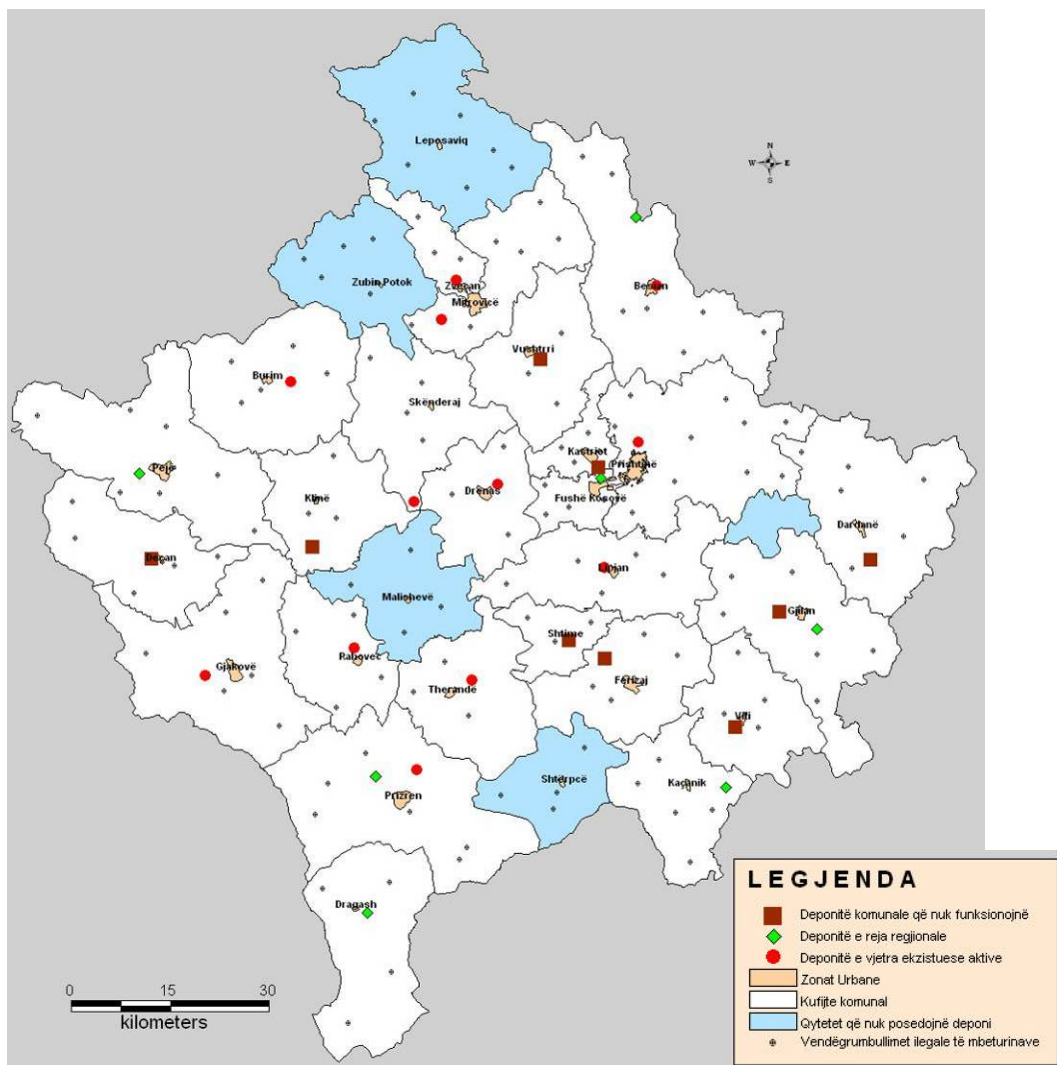 N
W E
S
Leposaviq
Zubin Potok
Zveçan
Mitrovicë
Besian
Burim
Vushtrri
Skënderaj
Kastriot
Prishtinë
Pejë
Drenas
Fushë Kosovë
Klinë
Dardanë
Deçan
Lipjan
Malishevë
Gjilan
Shtime
Rahovec
Gjakovë
Therandë
Ferizaj
Viti
Shtërpcë
Kaçanik
Prizren
Dragash
0 15 30
kilometers
LEGJENDA
Deponitë komunale që nuk funksionojnë
Deponitë e reja regjionale
Deponitë e vjetra ekzistuese aktive
Zonat Urbane
Kufijte komunal
Qytetet që nuk posedojnë deponi
Vendëgrumbullimet ilegale të mbeturinave